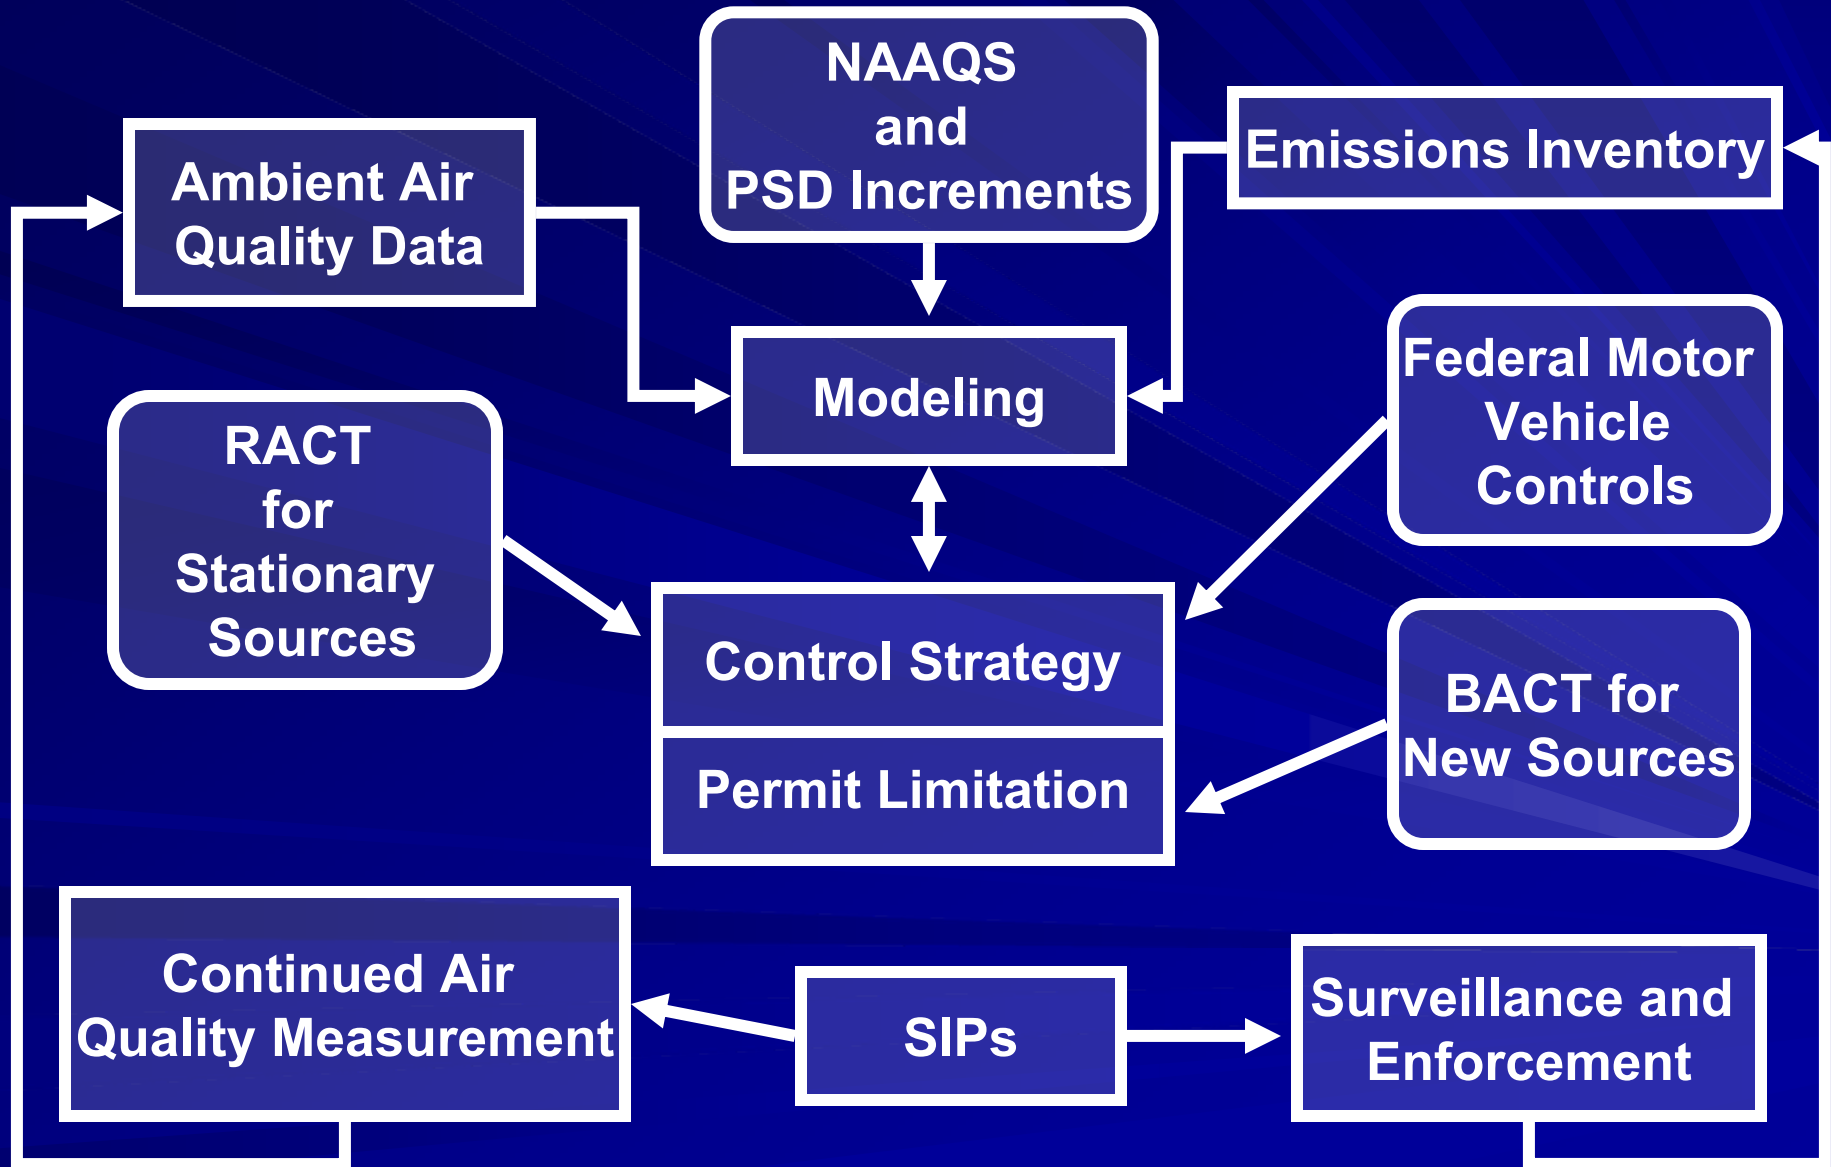 NAAQS
and
PSD Increments
Emissions Inventory
Ambient Air
Quality Data
Modeling
Federal Motor
Vehicle
Controls
RACT
for
Stationary
Sources
Control Strategy
Permit Limitation
BACT for
New Sources
Continued Air
Quality Measurement
SIPs
Surveillance and
Enforcement